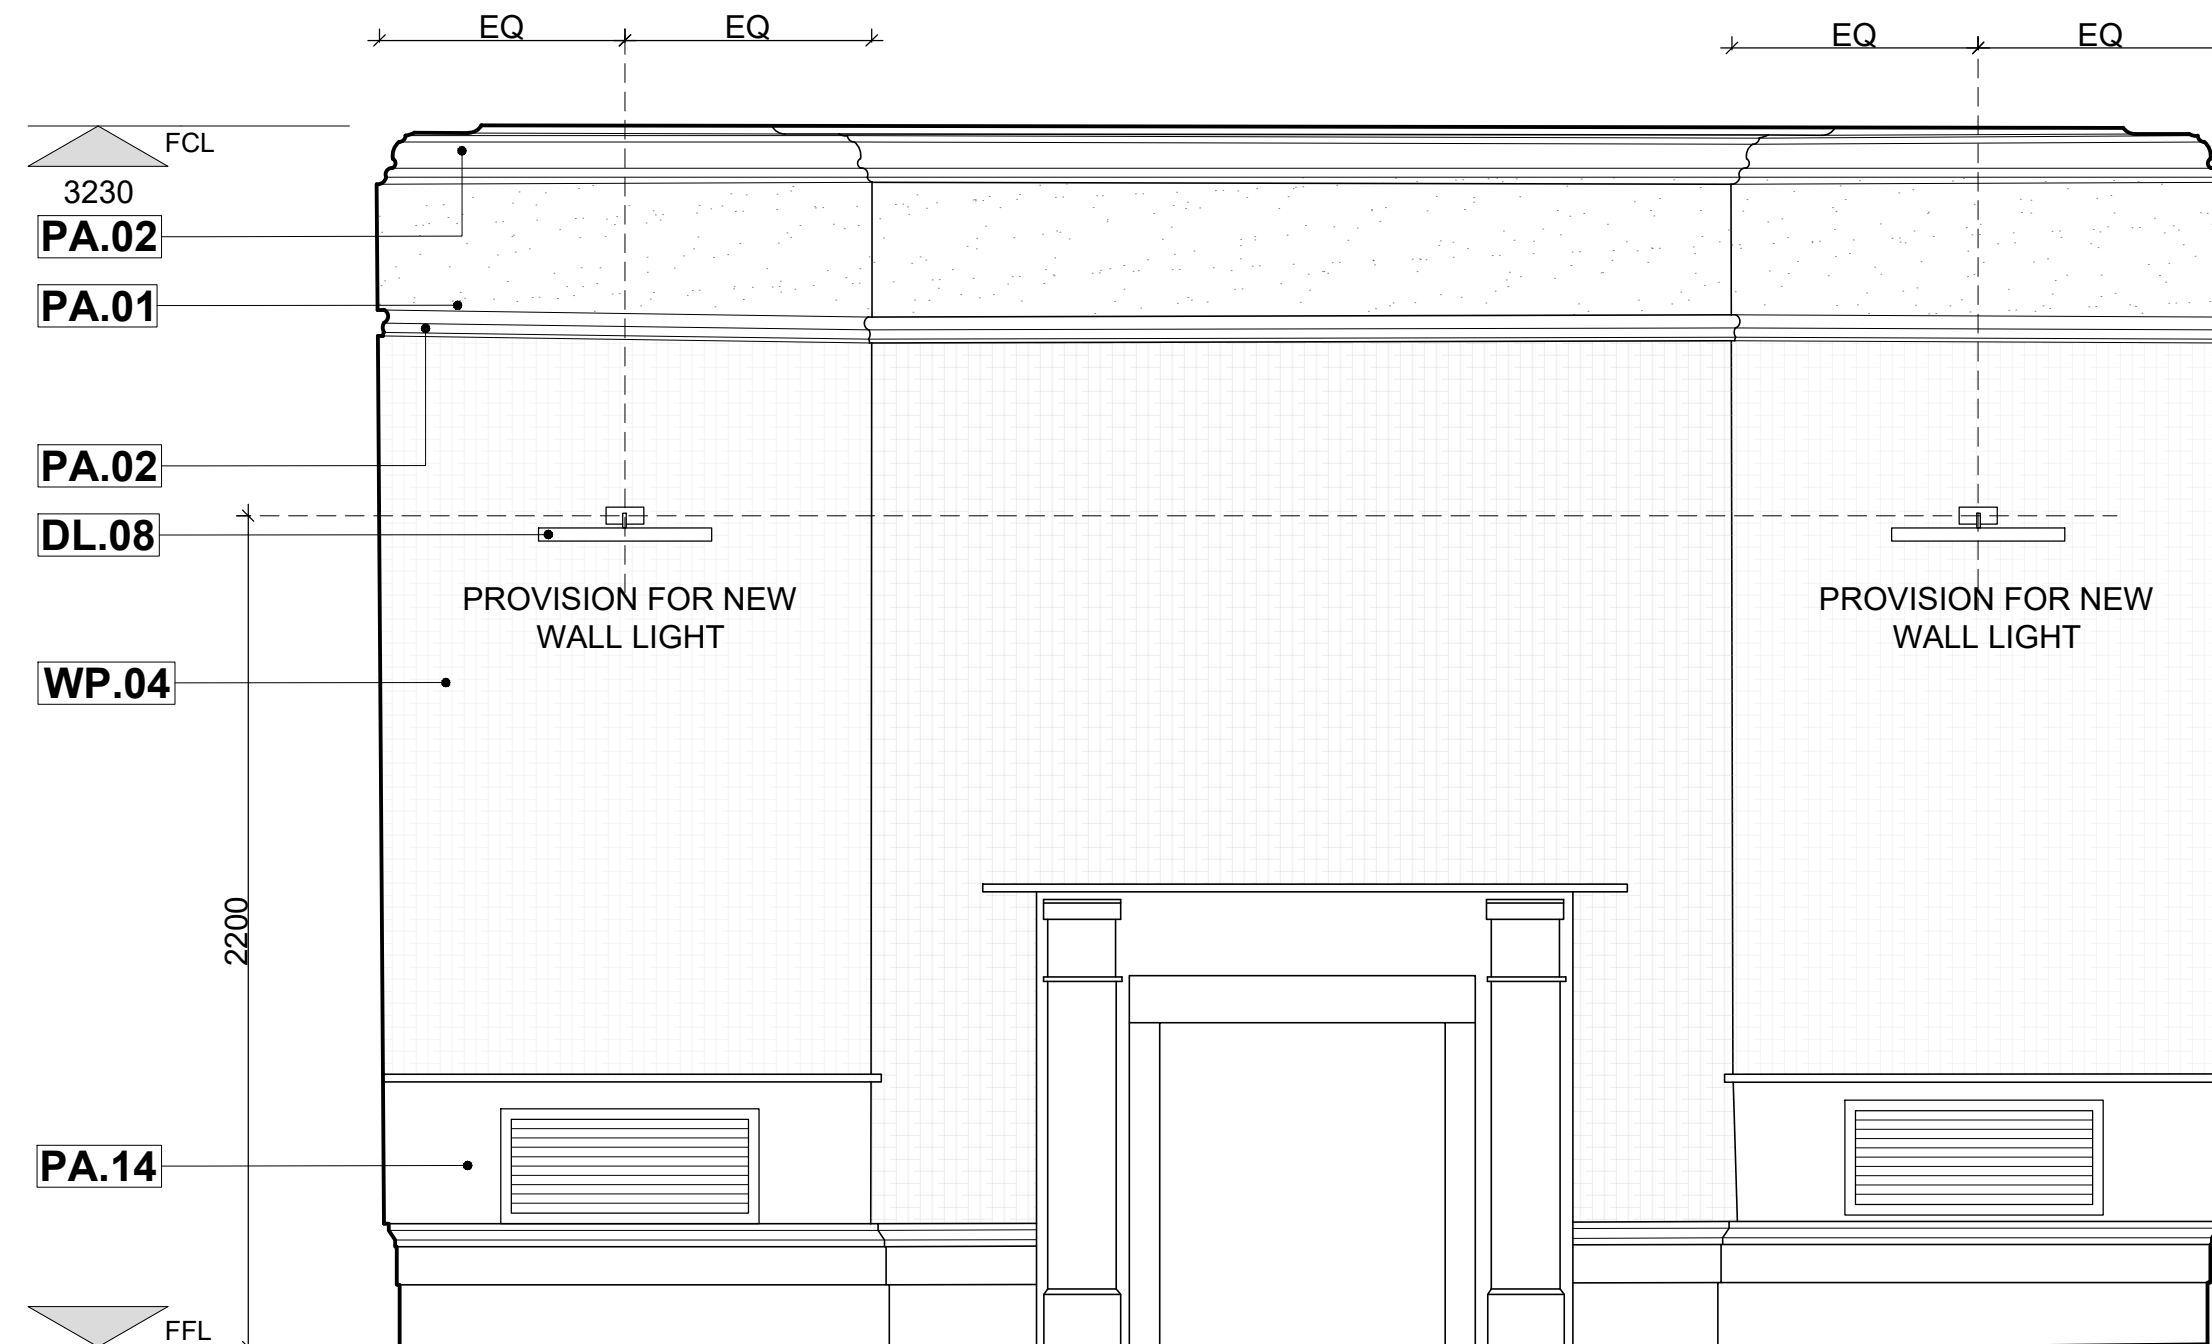 EQ EQ EQ EQ
FCL
3230
PA.02
PA.01
PA.02
DL.08
PROVISION FOR NEW
WALL LIGHT
PROVISION FOR NEW
WALL LIGHT
WP.04
2200
PA.14
FFL